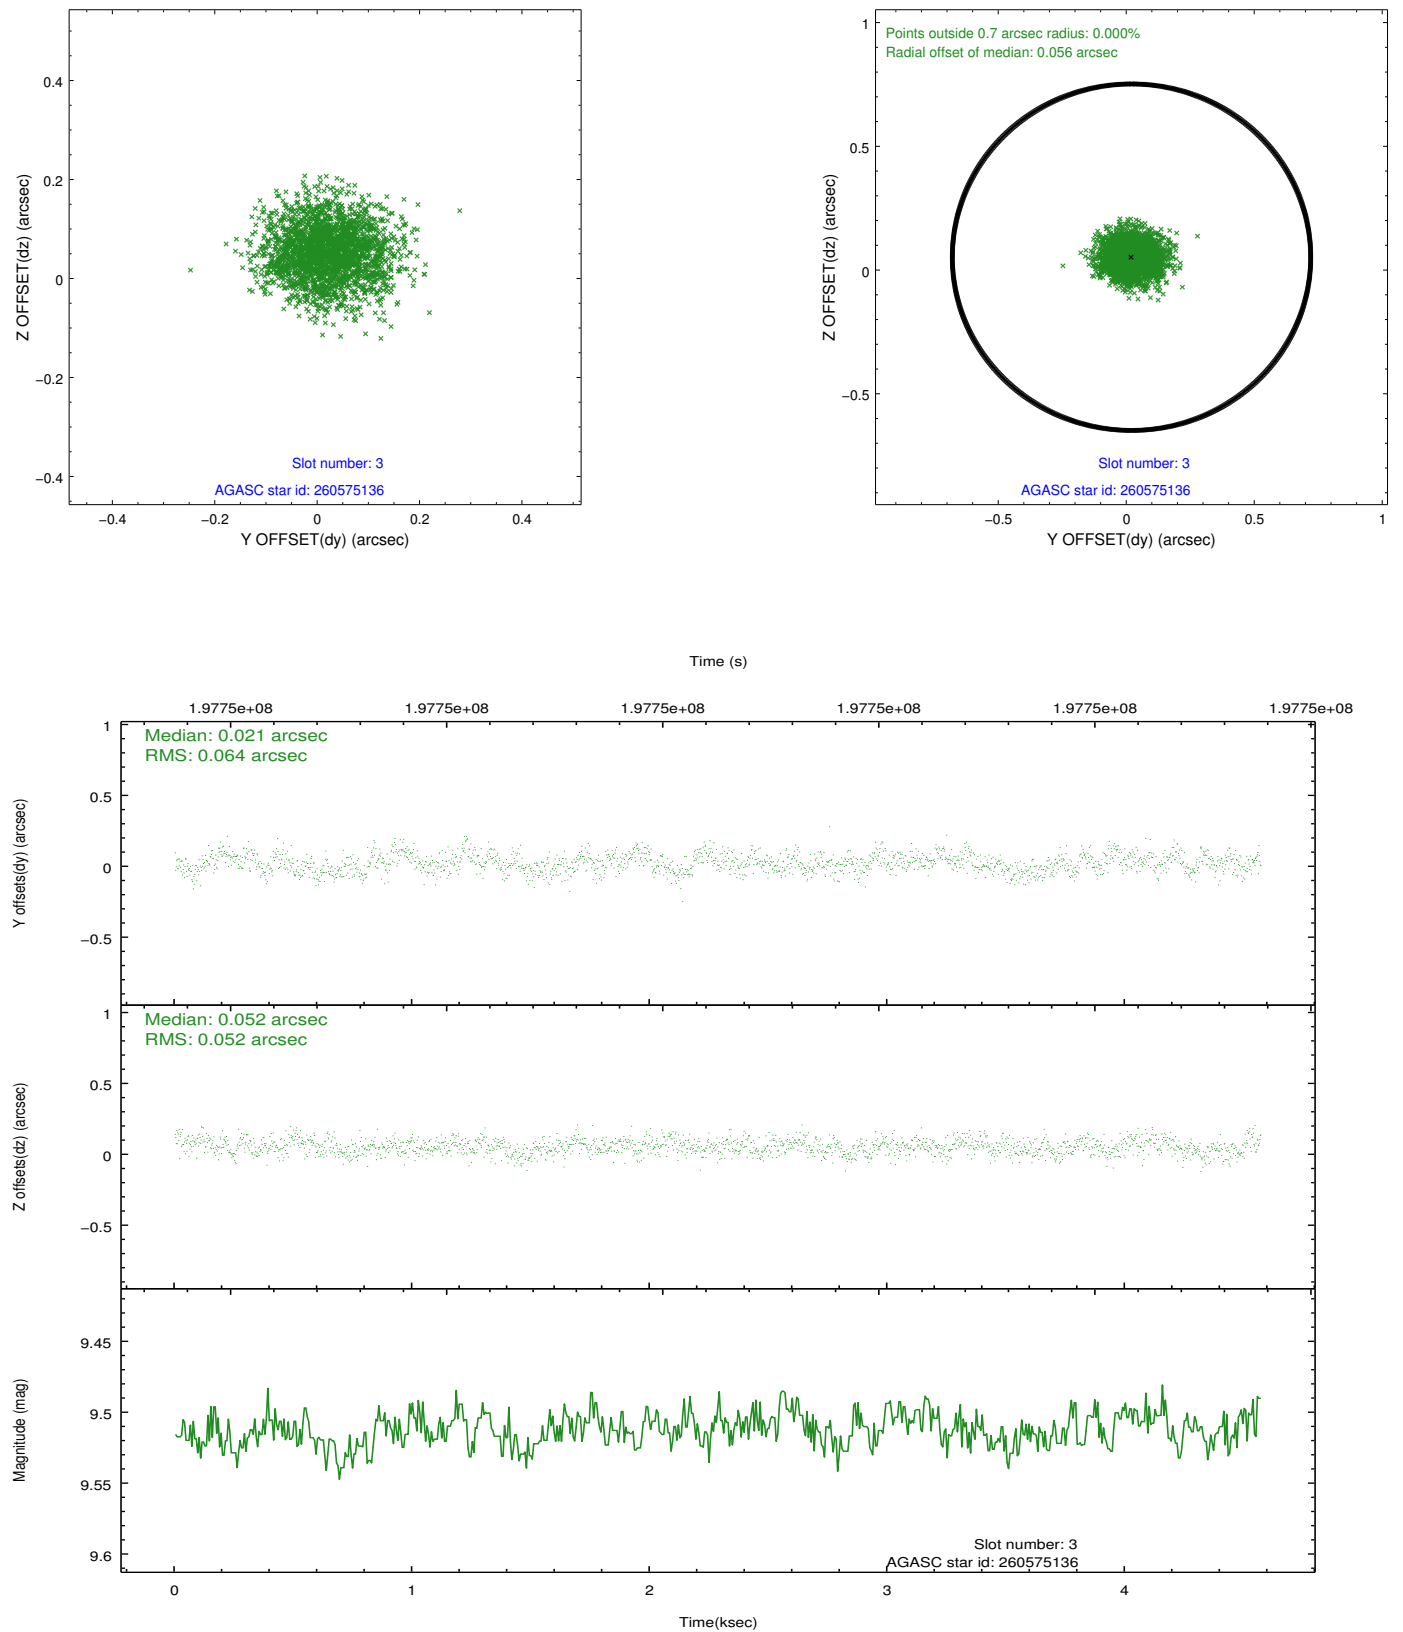 0.4
0.2
0
−0.2
−0.4
Z OFFSET(dz) (arcsec)
Slot number: 3
AGASC star id: 260575136
−0.4 −0.2 0 0.2 0.4
Y OFFSET(dy) (arcsec)
1
0.5
0
−0.5
Z OFFSET(dz) (arcsec)
Points outside 0.7 arcsec radius: 0.000%
Radial offset of median: 0.056 arcsec
Slot number: 3
AGASC star id: 260575136
−0.5 0 0.5 1
Y OFFSET(dy) (arcsec)
Time (s)
1.9775e+08 1.9775e+08 1.9775e+08 1.9775e+08 1.9775e+08 1.9775e+08
1
0.5
0
−0.5
Y offsets(dy) (arcsec)
Median: 0.021 arcsec
RMS: 0.064 arcsec
1
0.5
0
−0.5
Z offsets(dz) (arcsec)
Median: 0.052 arcsec
RMS: 0.052 arcsec
9.45
9.5
9.55
9.6
Magnitude (mag)
Slot number: 3
AGASC star id: 260575136
0 1 2 3 4
Time(ksec)